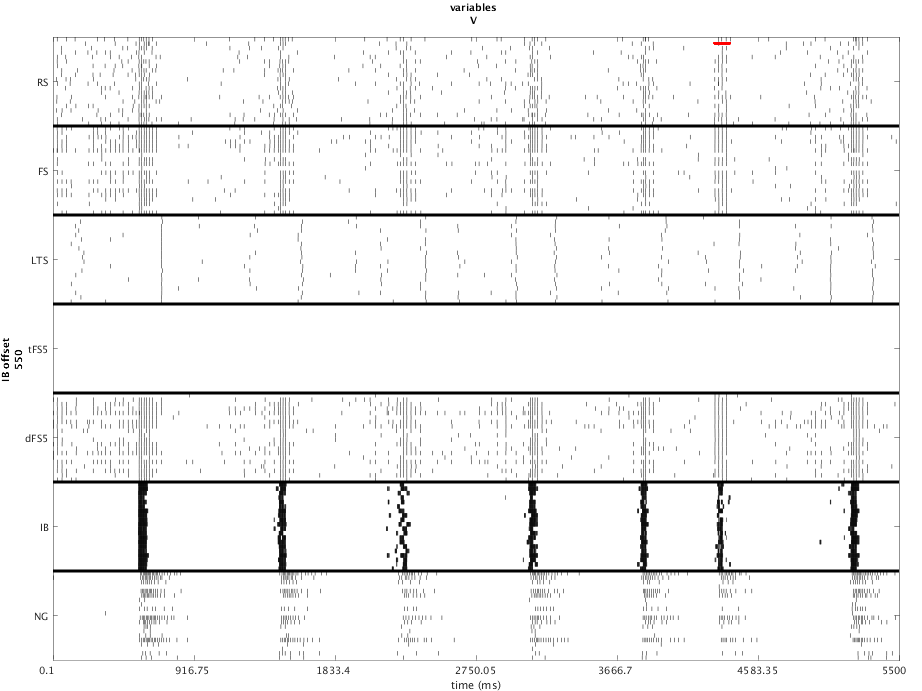 variables
V
RS
FS
LTS
tFS5
dFS5
IB
NG
IB offset
550
0.1
916.75
1833.4
2750.05
3666.7
4583.35
5500
time (ms)